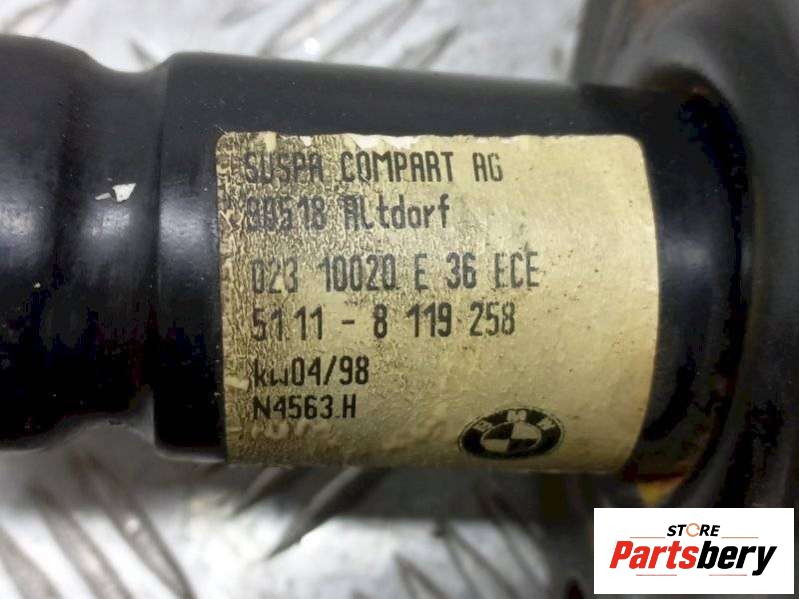 SUSPA COMPART AG
90518 Altdorf
023 10020 E 36 ECE
51.11 - 8 119 258
kw04/98
N4563.H
BMW
STORE
Partsbery